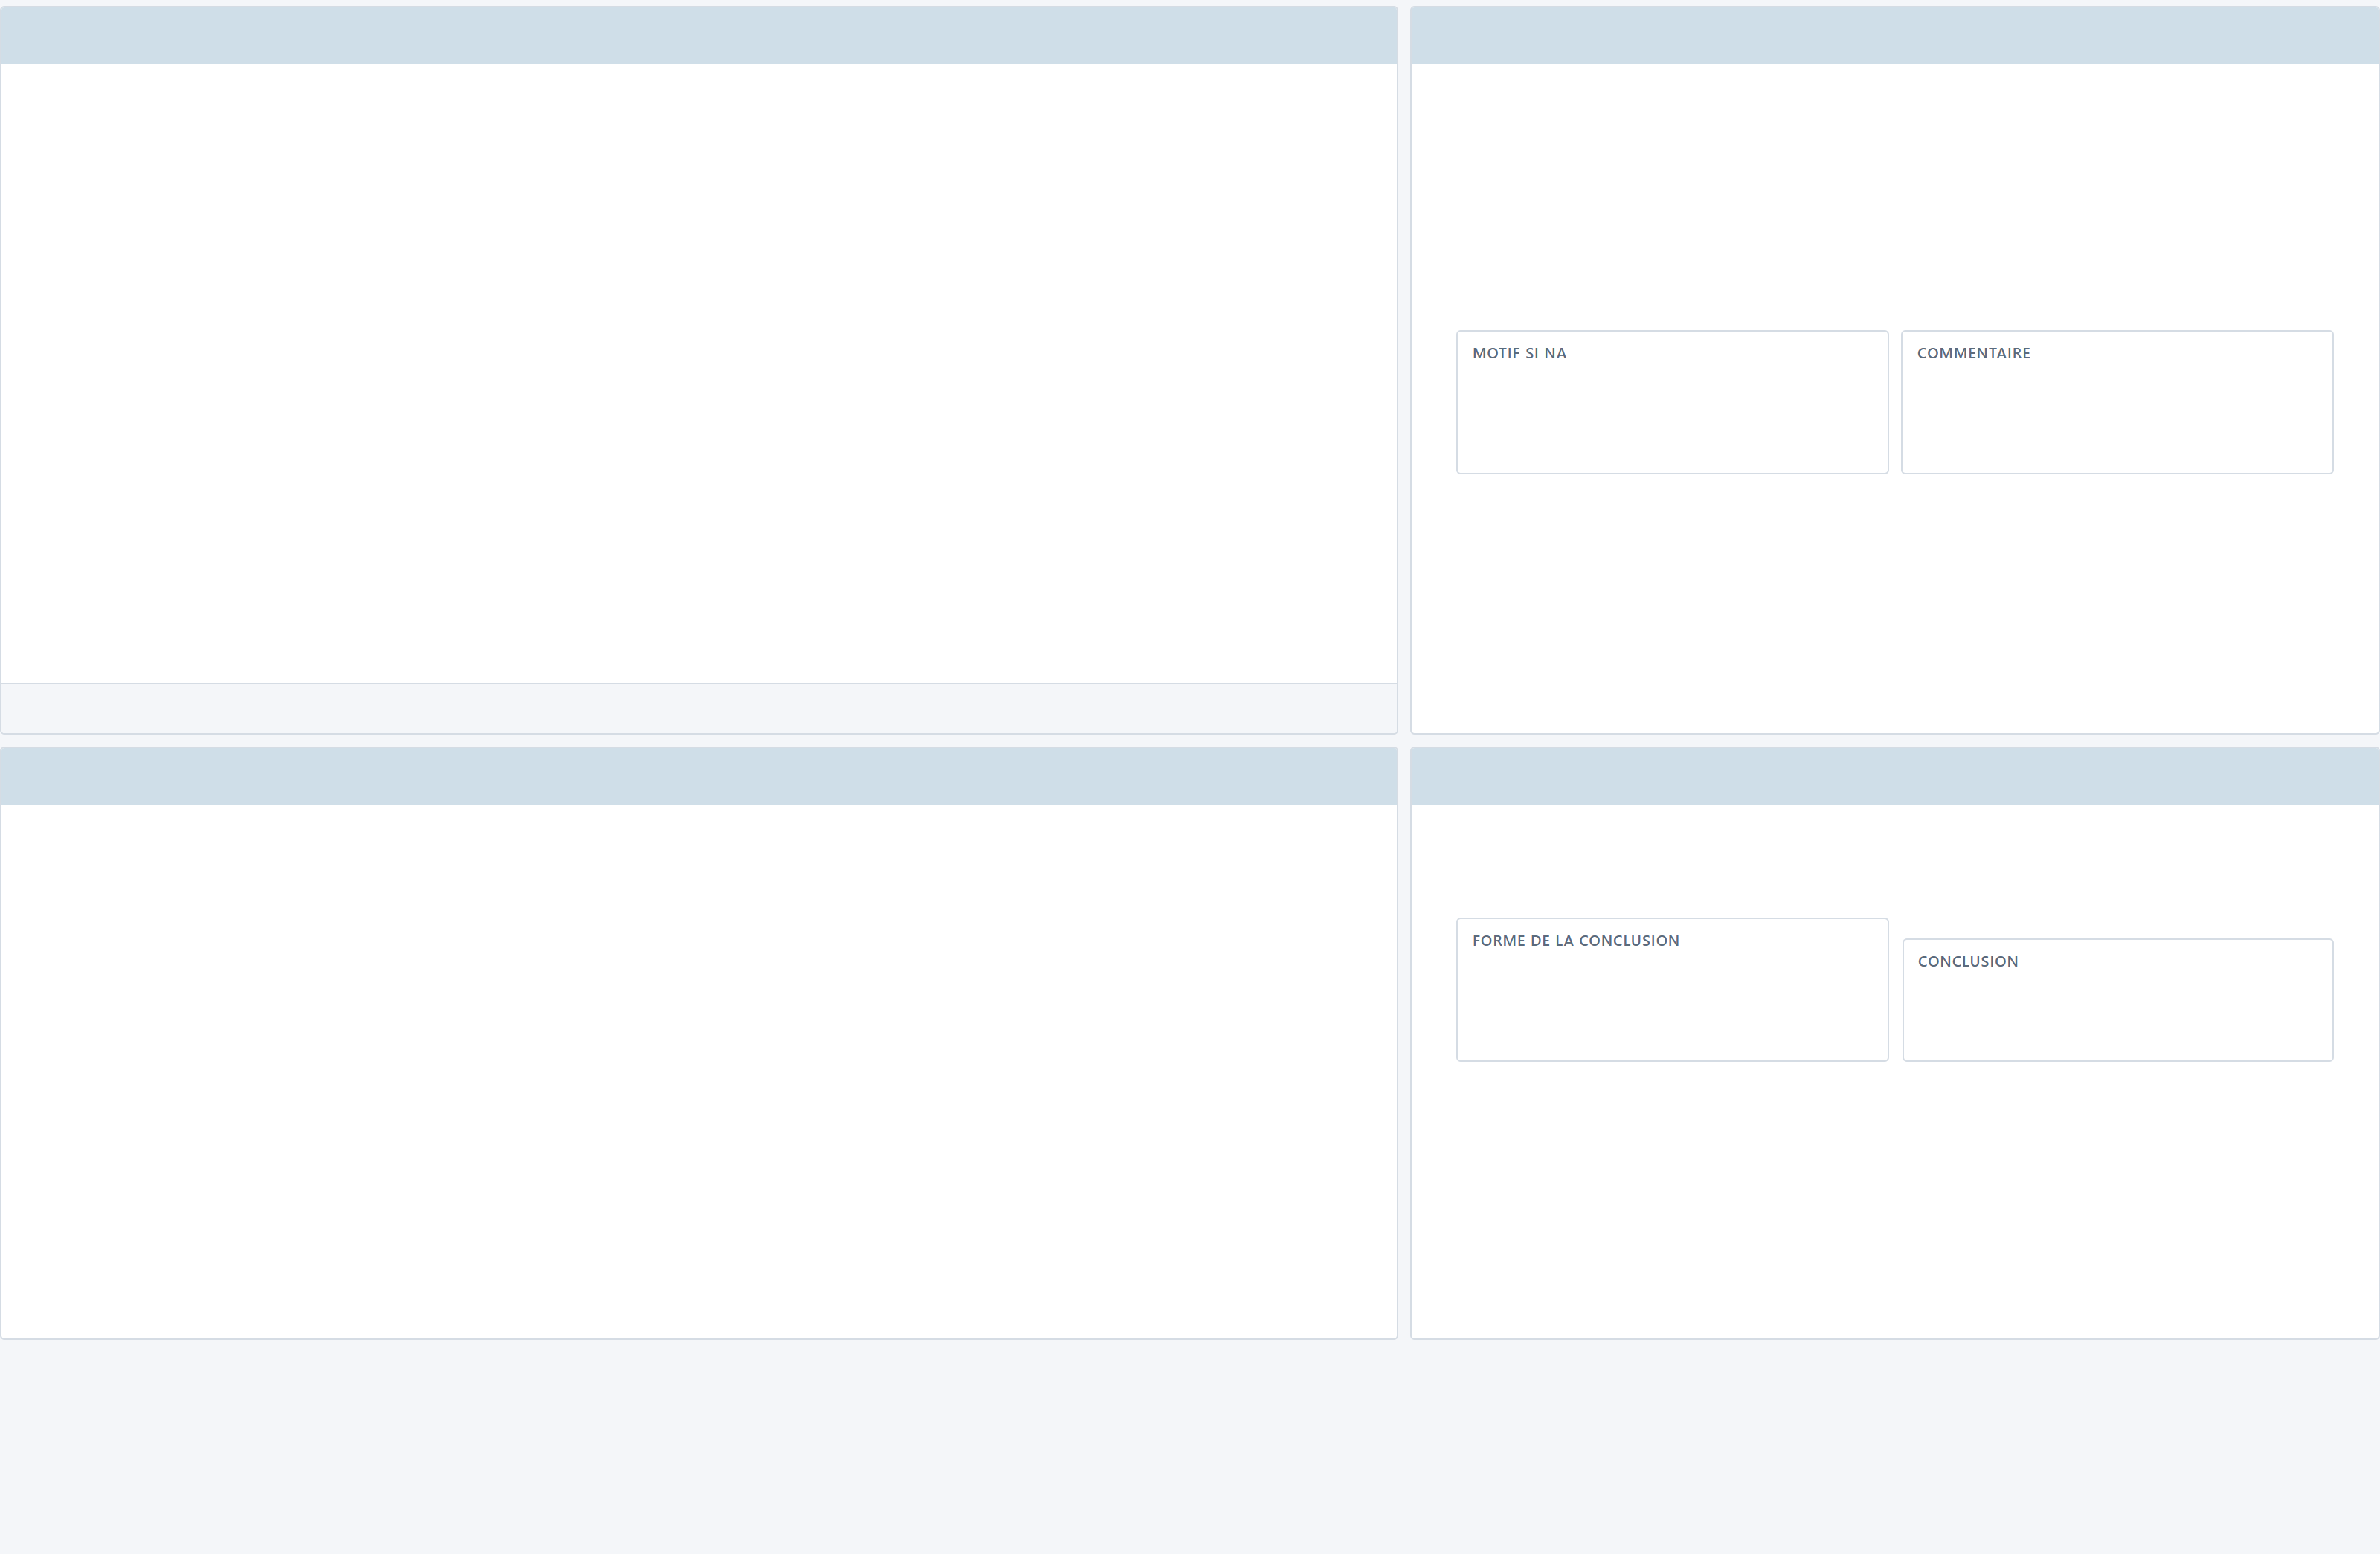 MOTIF SI NA
COMMENTAIRE
FORME DE LA CONCLUSION
CONCLUSION